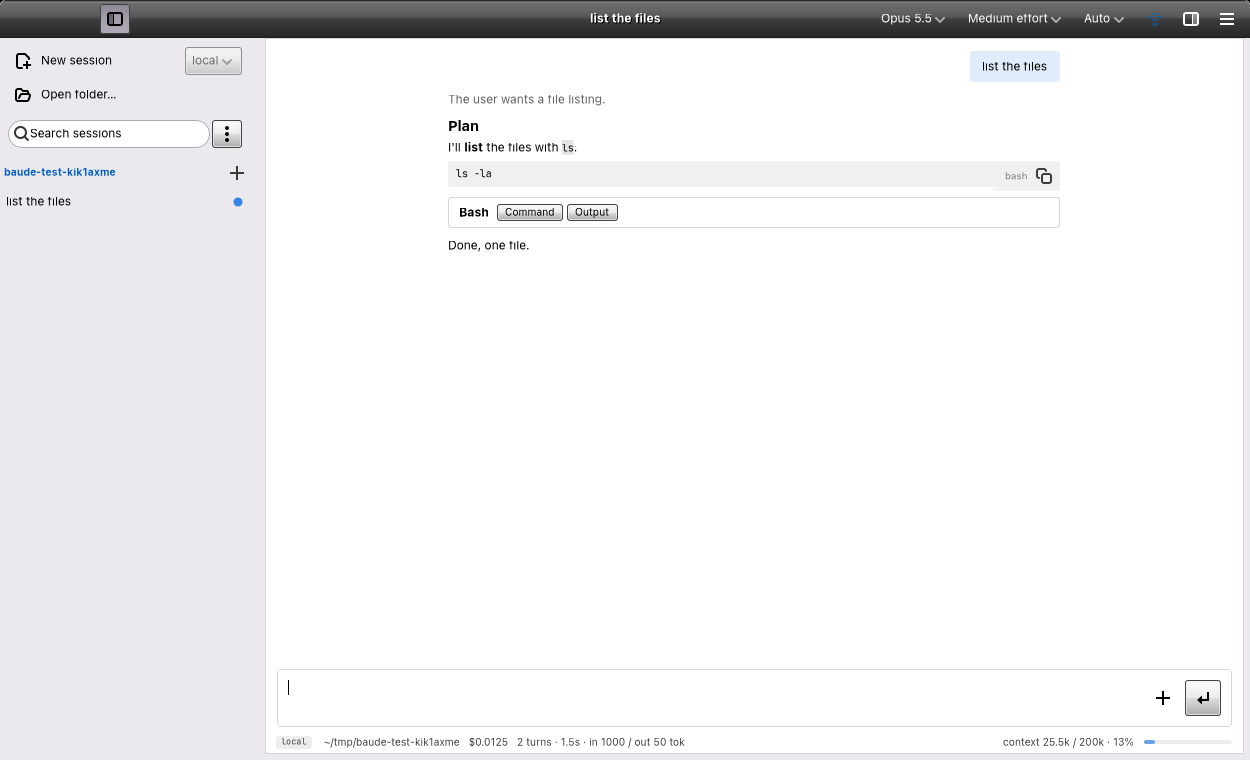 list the files
Opus 5.5
Medium effort
Auto
New session
local
Open folder...
Search sessions
baude-test-kik1axme
list the files
list the files
The user wants a file listing.
Plan
I'll list the files with ls.
ls -la
bash
Bash
Command
Output
Done, one file.
local
~/tmp/baude-test-kik1axme
$0.0125
2 turns · 1.5s · in 1000 / out 50 tok
context 25.5k / 200k · 13%